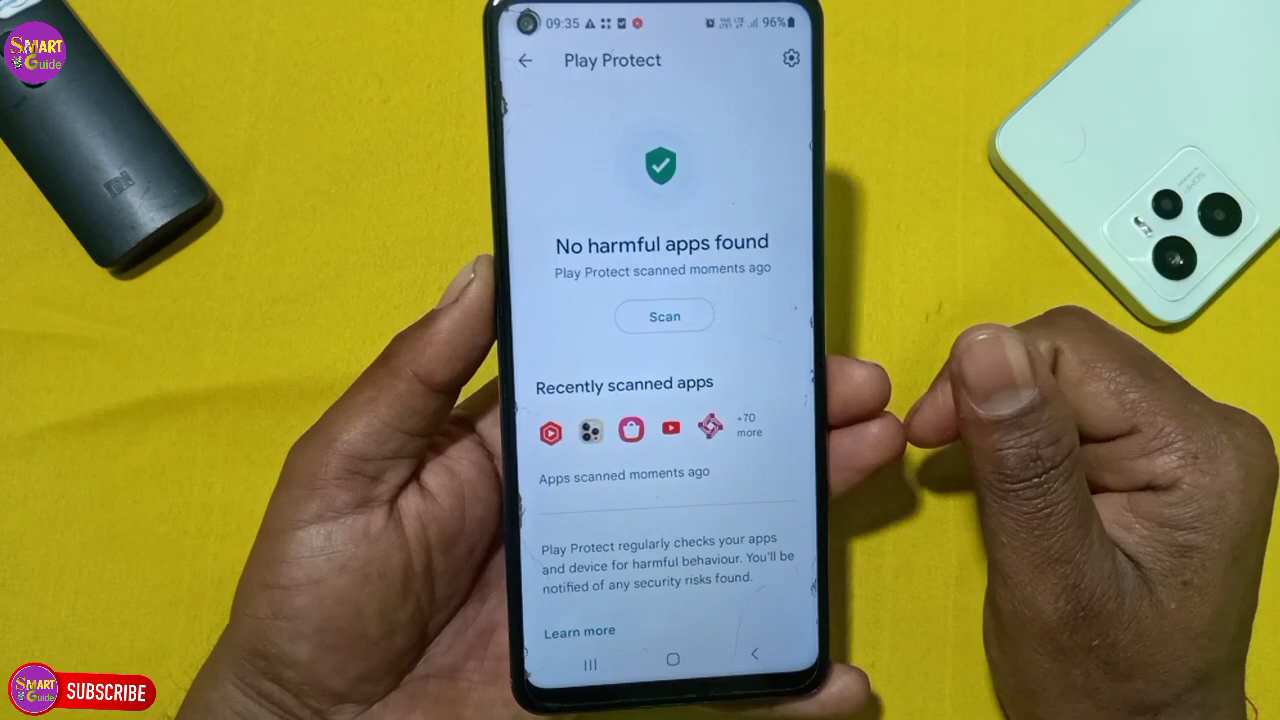 SMART
Guide
09:35
96%
Play Protect
No harmful apps found
Play Protect scanned moments ago
Scan
Recently scanned apps
+70
more
Apps scanned moments ago
Play Protect regularly checks your apps
and device for harmful behaviour. You'll be
notified of any security risks found.
Learn more
SMART
Guide
SUBSCRIBE